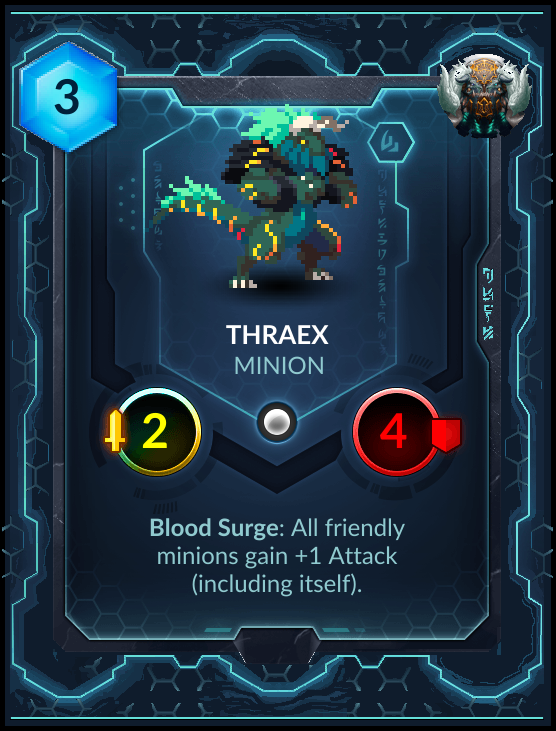 3
THRAEX
MINION
2
4
Blood Surge: All friendly
minions gain +1 Attack
(including itself).